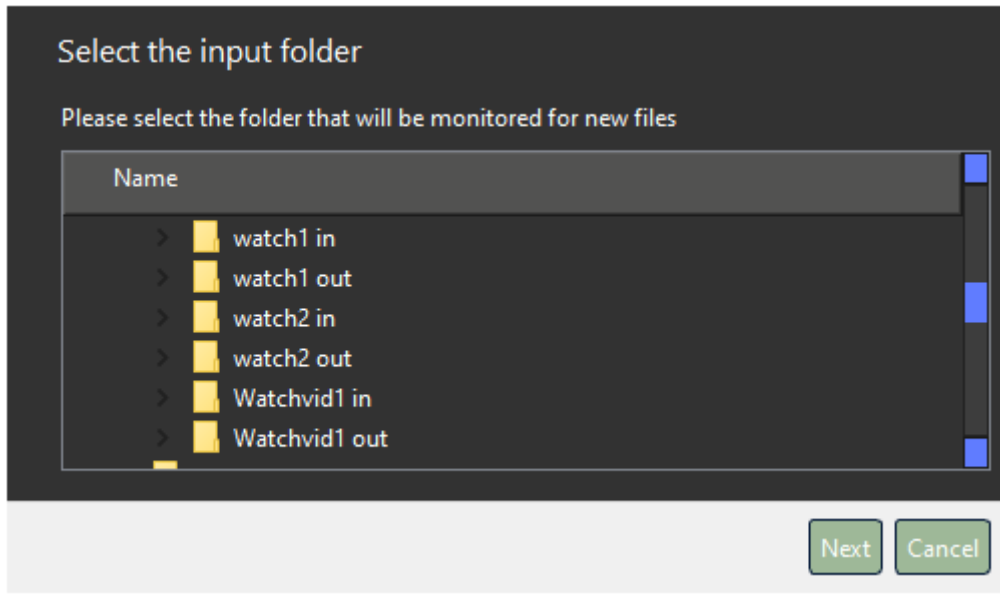 Select the input folder
Please select the folder that will be monitored for new files
Name
watch1 in
watch1 out
watch2 in
watch2 out
Watchvid1 in
Watchvid1 out
Next Cancel